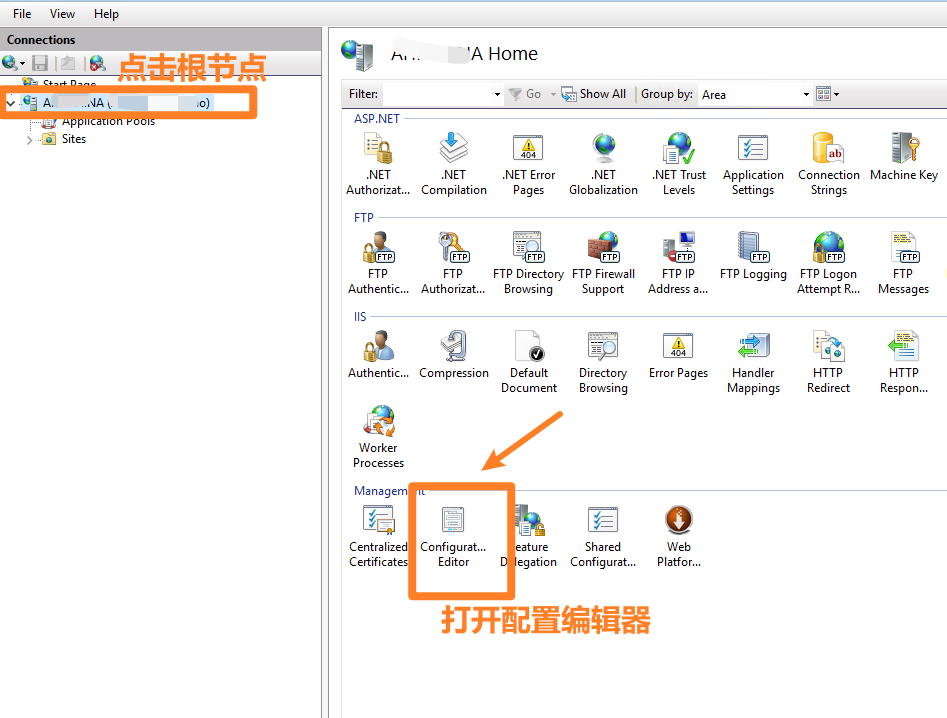 File View Help
Connections
点击根节点
Start Page
Application Pools
Sites
Home
Filter: Go Show All Group by: Area
ASP.NET
.NET Authorizat...
.NET Compilation
.NET Error Pages
.NET Globalization
.NET Trust Levels
Application Settings
Connection Strings
Machine Key
FTP
FTP Authentic...
FTP Authorizat...
FTP Directory Browsing
FTP Firewall Support
FTP IP Address a...
FTP Logging
FTP Logon Attempt R...
FTP Messages
IIS
Authentic...
Compression
Default Document
Directory Browsing
Error Pages
Handler Mappings
HTTP Redirect
HTTP Respon...
Worker Processes
Management
Centralized Certificates
Configurat... Editor
Feature Delegation
Shared Configurat...
Web Platfor...
打开配置编辑器